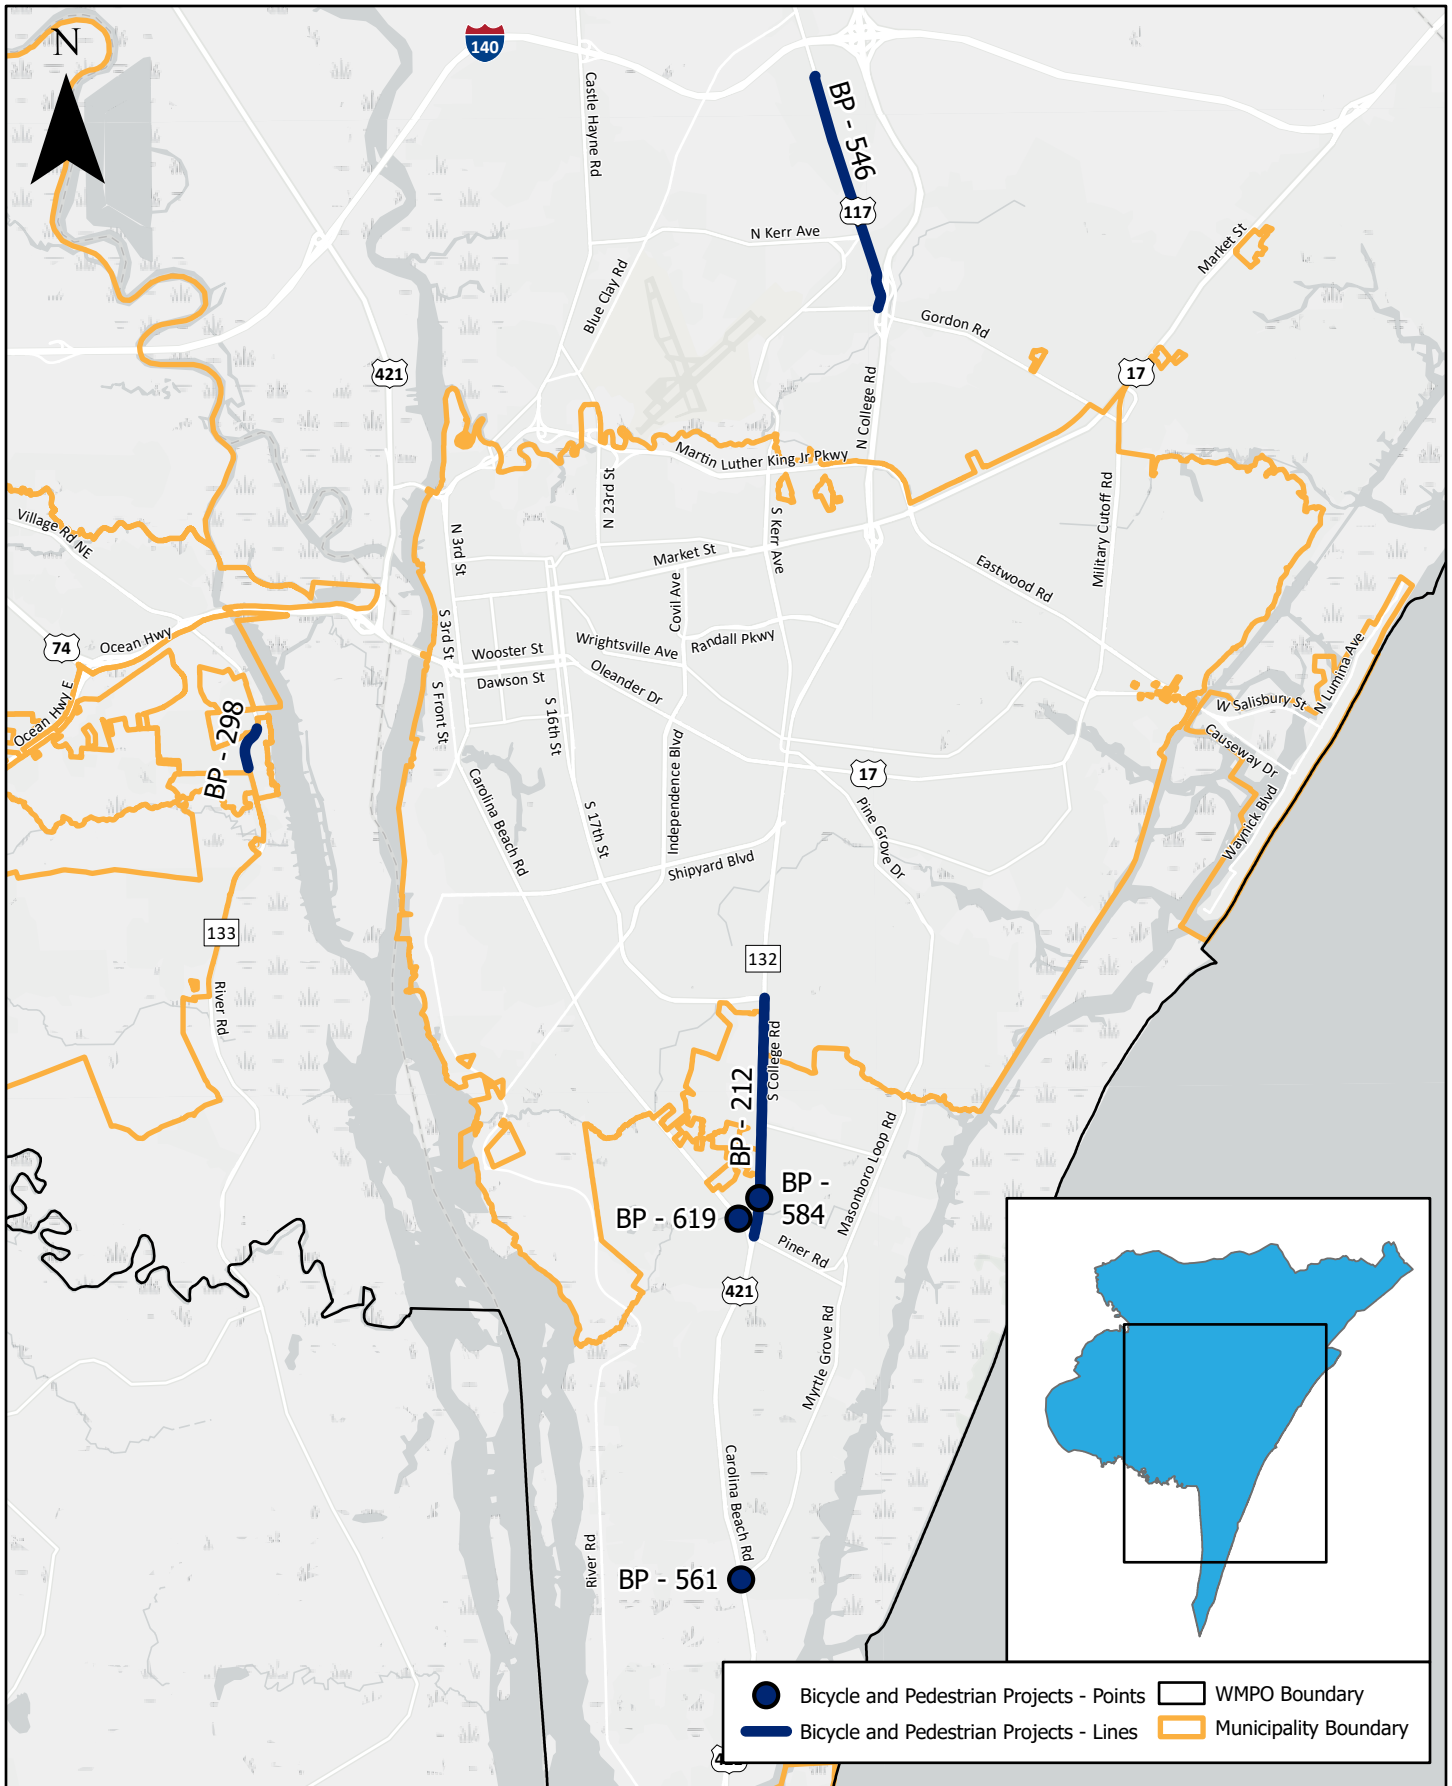 N
140
Castle Hayne Rd
BP - 546
117
N Kerr Ave
Blue Clay Rd
Market St
Gordon Rd
421
17
N College Rd
Martin Luther King Jr Pkwy
N 23rd St
Military Cutoff Rd
Village Rd NE
N 3rd St
Market St
S Kerr Ave
Eastwood Rd
Covil Ave
74
Ocean Hwy
S 3rd St
Wooster St
Wrightsville Ave
Randall Pkwy
Dawson St
Oleander Dr
N Lumina Ave
W Salisbury St
Ocean Hwy E
BP - 298
S Front St
S 16th St
Causeway Dr
Independence Blvd
17
Carolina Beach Rd
S 17th St
Pine Grove Dr
Waynick Blvd
Shipyard Blvd
133
132
River Rd
S College Rd
BP - 212
Masonboro Loop Rd
BP -
584
BP - 619
Piner Rd
421
Myrtle Grove Rd
Carolina Beach Rd
River Rd
BP - 561
Bicycle and Pedestrian Projects - Points
WMPO Boundary
Bicycle and Pedestrian Projects - Lines
Municipality Boundary